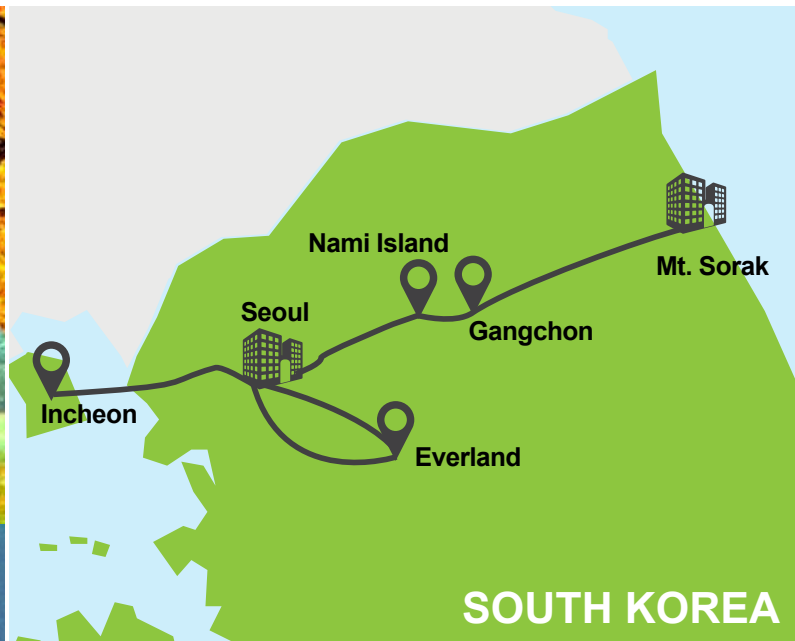 Nami Island
Mt. Sorak
Seoul
Gangchon
Incheon
Everland
SOUTH KOREA